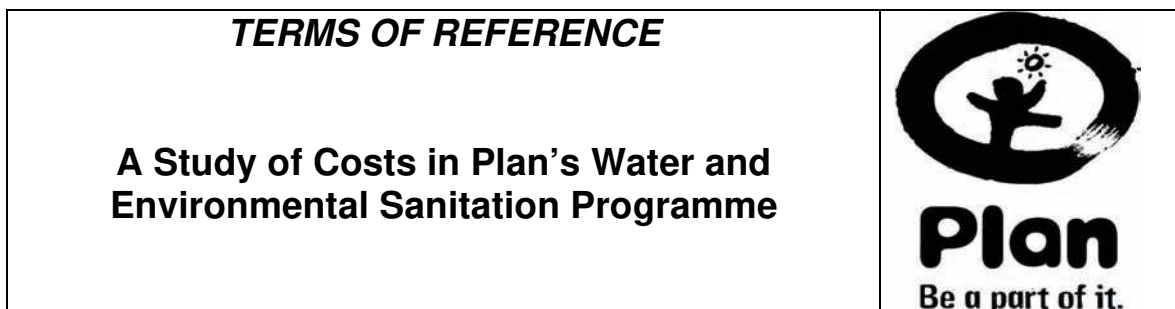 TERMS OF REFERENCE
A Study of Costs in Plan's Water and
Environmental Sanitation Programme
Plan
Be a part of it.